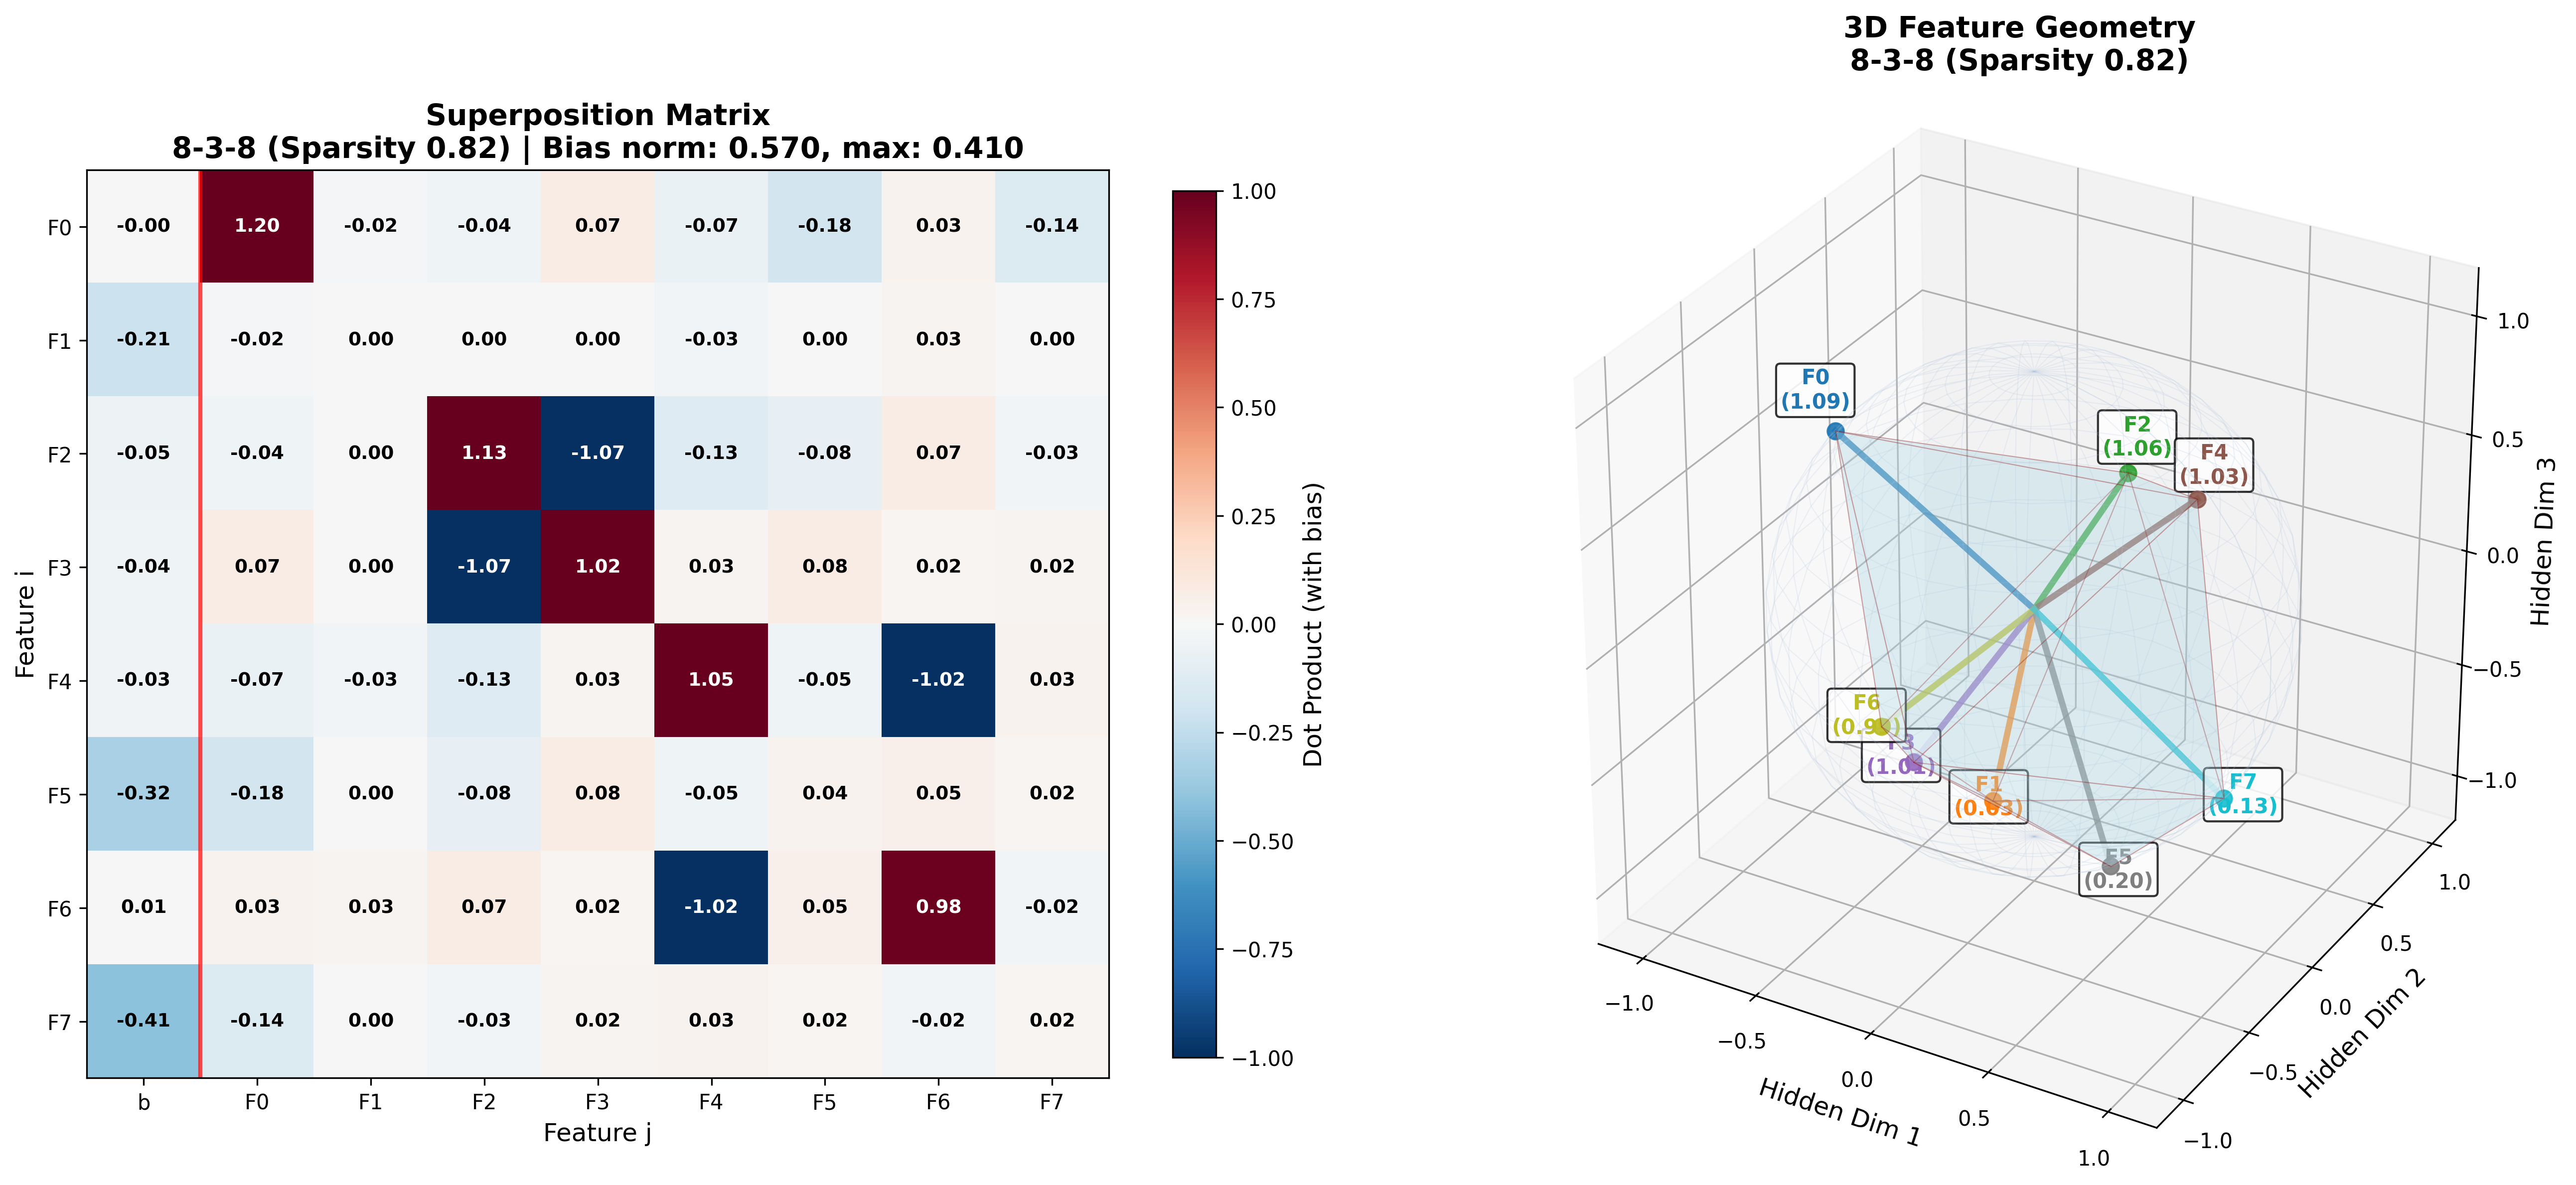 Superposition Matrix
8-3-8 (Sparsity 0.82) | Bias norm: 0.570, max: 0.410
F0 -0.00 1.20 -0.02 -0.04 0.07 -0.07 -0.18 0.03 -0.14
F1 -0.21 -0.02 0.00 0.00 0.00 -0.03 0.00 0.03 0.00
F2 -0.05 -0.04 0.00 1.13 -1.07 -0.13 -0.08 0.07 -0.03
F3 -0.04 0.07 0.00 -1.07 1.02 0.03 0.08 0.02 0.02
F4 -0.03 -0.07 -0.03 -0.13 0.03 1.05 -0.05 -1.02 0.03
F5 -0.32 -0.18 0.00 -0.08 0.08 -0.05 0.04 0.05 0.02
F6 0.01 0.03 0.03 0.07 0.02 -1.02 0.05 0.98 -0.02
F7 -0.41 -0.14 0.00 -0.03 0.02 0.03 0.02 -0.02 0.02
b F0 F1 F2 F3 F4 F5 F6 F7
Feature j
Feature i
1.00
0.75
0.50
0.25
0.00
−0.25
−0.50
−0.75
−1.00
Dot Product (with bias)
3D Feature Geometry
8-3-8 (Sparsity 0.82)
F0
(1.09)
F2
(1.06)
F4
(1.03)
F6
F3
(1.01)
F1
(0.03)
F7
(0.13)
F5
(0.20)
−1.0
−0.5
0.0
0.5
1.0
Hidden Dim 1
−1.0
−0.5
0.0
0.5
1.0
Hidden Dim 2
1.0
0.5
0.0
−0.5
−1.0
Hidden Dim 3